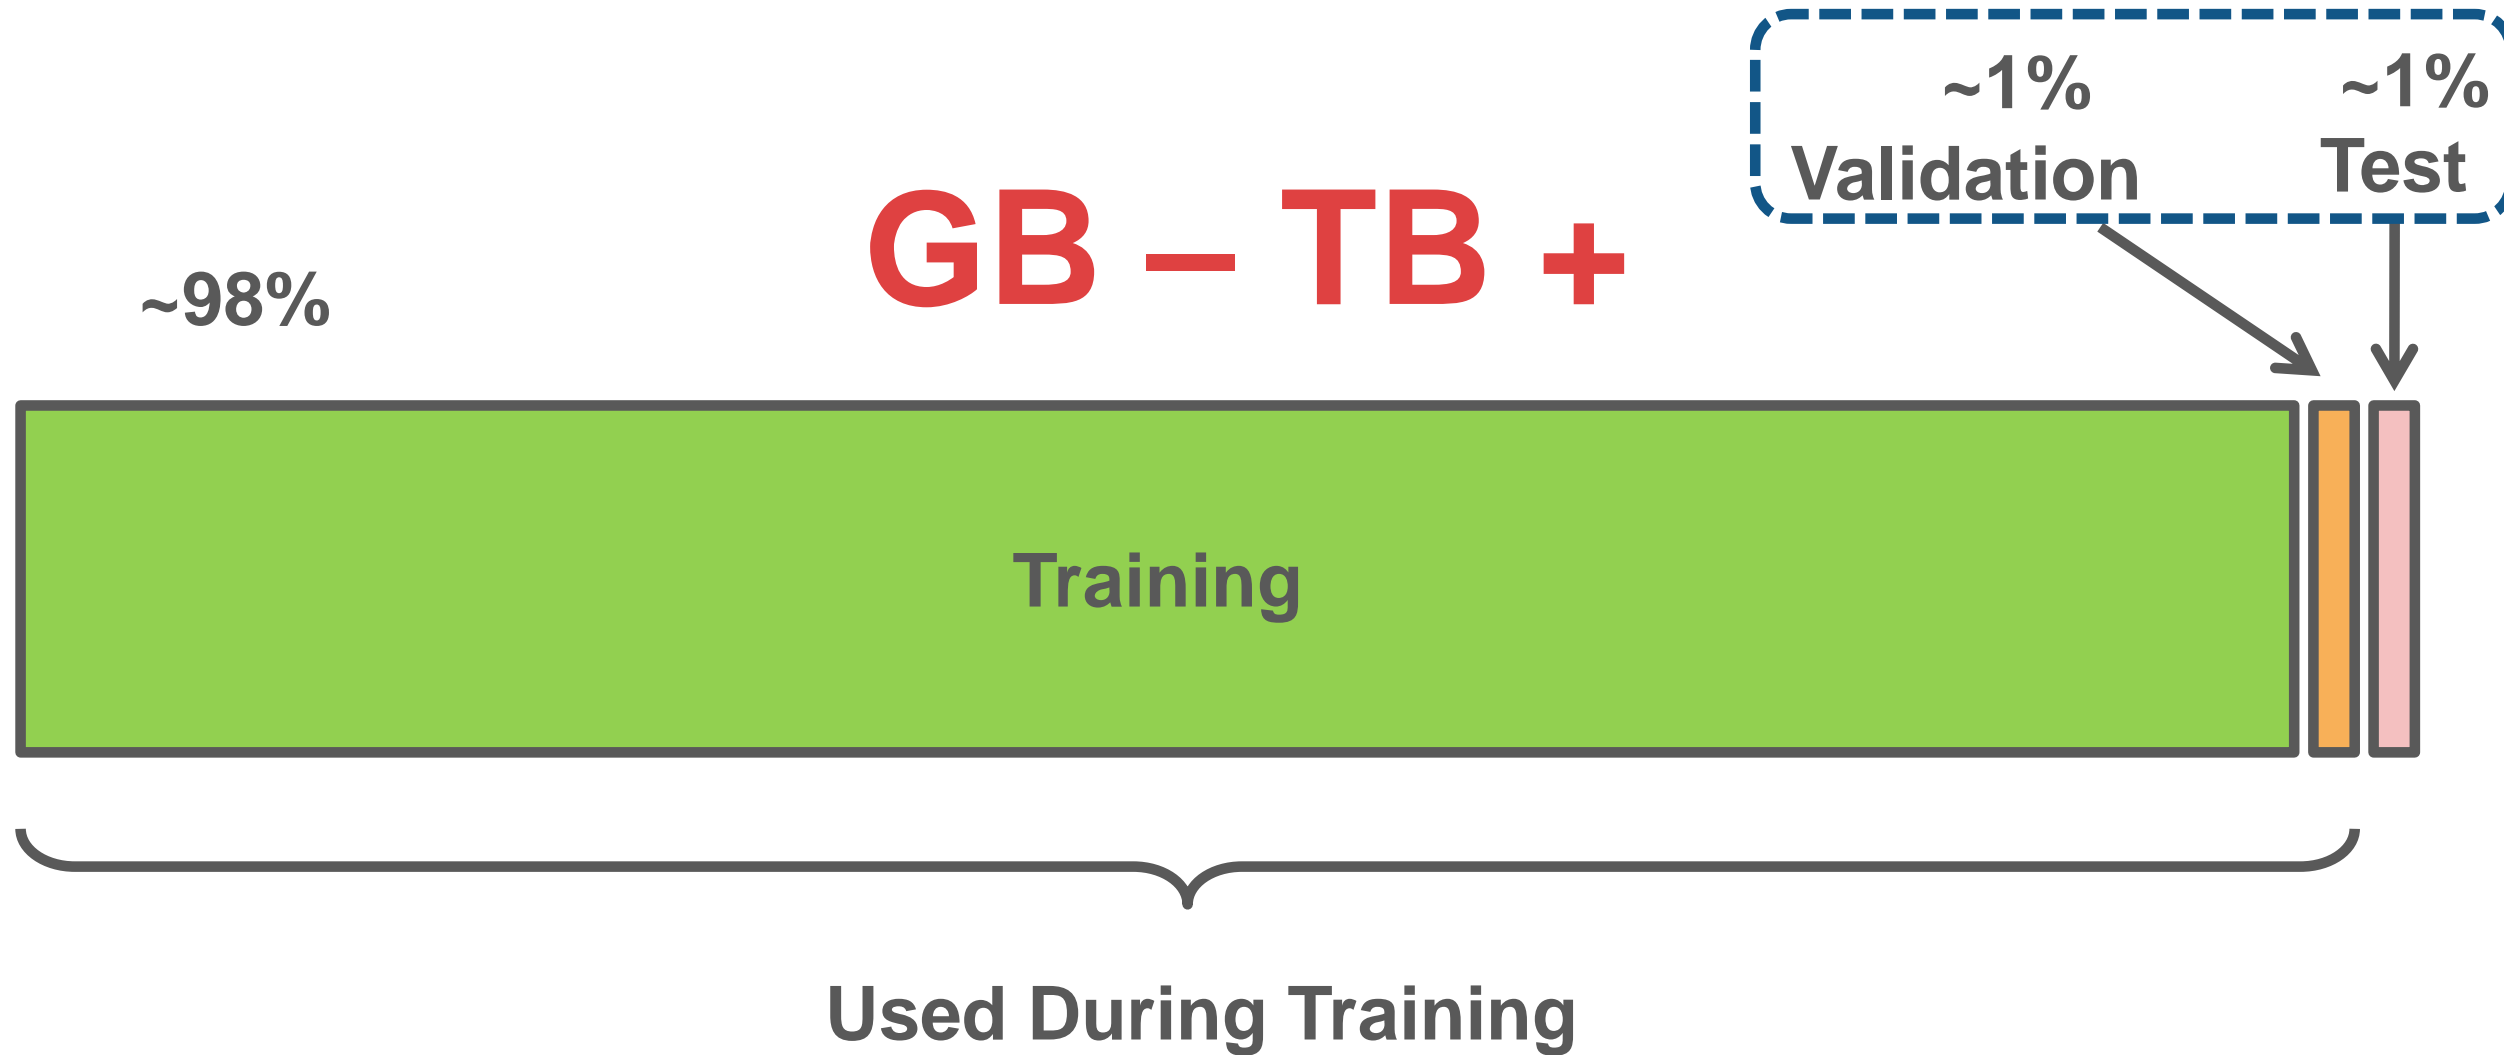 ~1% ~1%
Validation Test
GB – TB +
~98%
Training
Used During Training